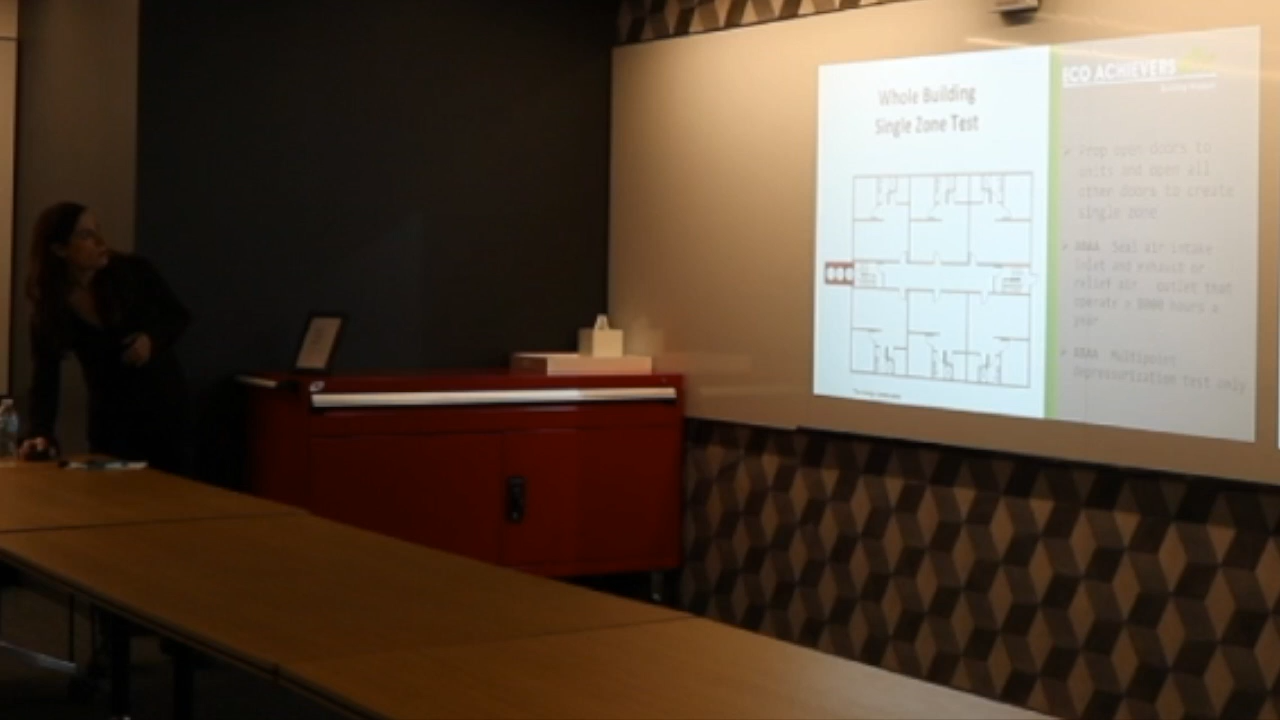 Whole Building
Single Zone Test
ECO ACHIEVERS
Prop open doors to
units and open all
other doors to create
single zone
Seal air intake
inlet and exhaust or
relief air outlet that
operate > 8000 hours a
year
Multipoint
Depressurization test only